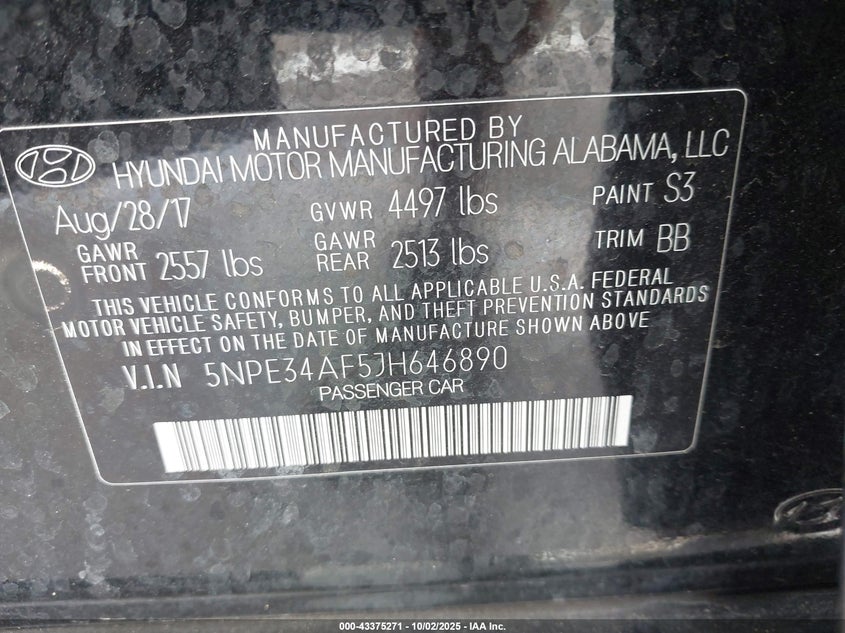 MANUFACTURED BY
HYUNDAI MOTOR MANUFACTURING ALABAMA, LLC
Aug/28/17 GVWR 4497 lbs PAINT S3
GAWR FRONT 2557 lbs GAWR REAR 2513 lbs TRIM BB
THIS VEHICLE CONFORMS TO ALL APPLICABLE U.S.A. FEDERAL
MOTOR VEHICLE SAFETY, BUMPER, AND THEFT PREVENTION STANDARDS
IN EFFECT ON THE DATE OF MANUFACTURE SHOWN ABOVE
V.I.N 5NPE34AF5JH646890
PASSENGER CAR
000-43375271 - 10/02/2025 - IAA Inc.